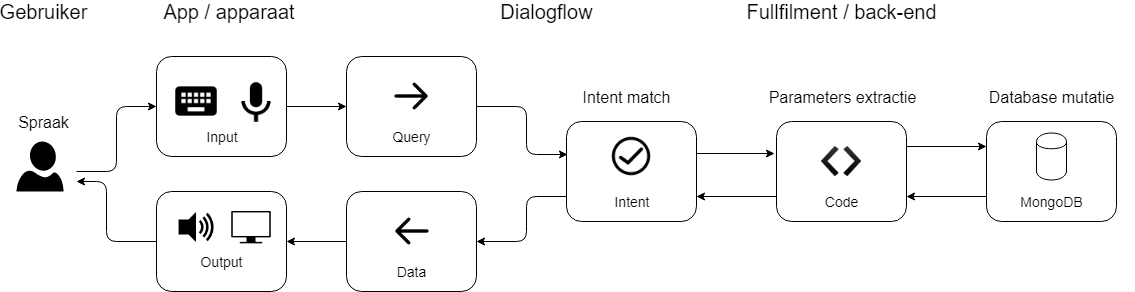 Gebruiker
App / apparaat
Dialogflow
Fullfilment / back-end
Spraak
Input
Query
Intent match
Parameters extractie
Database mutatie
Intent
Code
MongoDB
Output
Data